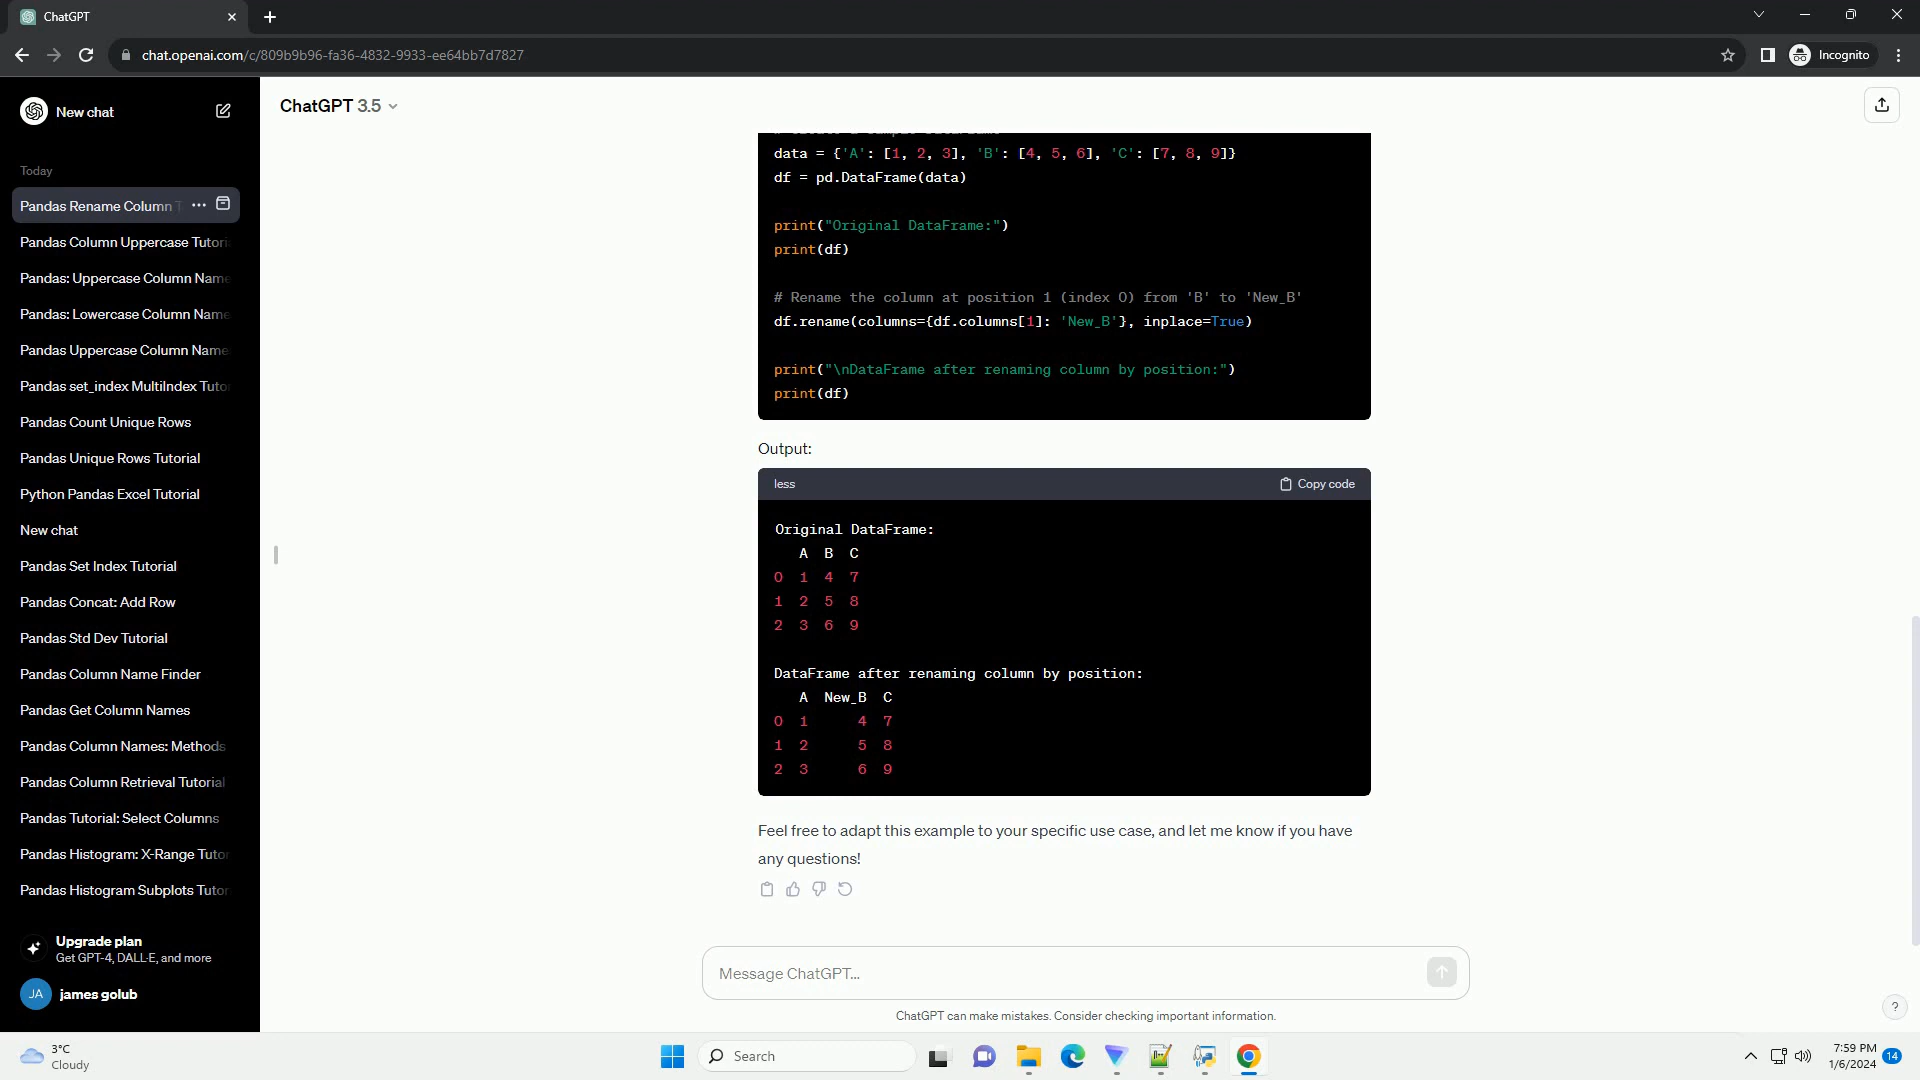 ChatGPT
chat.openai.com/c/809b9b96-fa36-4832-9933-ee64bb7d7827
Incognito
New chat
Today
Pandas Rename Column T
Pandas Column Uppercase Tutori
Pandas: Uppercase Column Name
Pandas: Lowercase Column Name
Pandas Uppercase Column Name
Pandas set_index MultiIndex Tuto
Pandas Count Unique Rows
Pandas Unique Rows Tutorial
Python Pandas Excel Tutorial
New chat
Pandas Set Index Tutorial
Pandas Concat: Add Row
Pandas Std Dev Tutorial
Pandas Column Name Finder
Pandas Get Column Names
Pandas Column Names: Methods
Pandas Column Retrieval Tutorial
Pandas Tutorial: Select Columns
Pandas Histogram: X-Range Tutor
Pandas Histogram Subplots Tutor
Upgrade plan
Get GPT-4, DALL·E, and more
JA james golub
ChatGPT 3.5
data = {'A': [1, 2, 3], 'B': [4, 5, 6], 'C': [7, 8, 9]}
df = pd.DataFrame(data)
print("Original DataFrame:")
print(df)
# Rename the column at position 1 (index 0) from 'B' to 'New_B'
df.rename(columns={df.columns[1]: 'New_B'}, inplace=True)
print("\nDataFrame after renaming column by position:")
print(df)
Output:
less Copy code
Original DataFrame:
A B C
0 1 4 7
1 2 5 8
2 3 6 9
DataFrame after renaming column by position:
A New_B C
0 1 4 7
1 2 5 8
2 3 6 9
Feel free to adapt this example to your specific use case, and let me know if you have
any questions!
Message ChatGPT...
ChatGPT can make mistakes. Consider checking important information.
?
3°C
Cloudy
Search
7:59 PM
1/6/2024
14